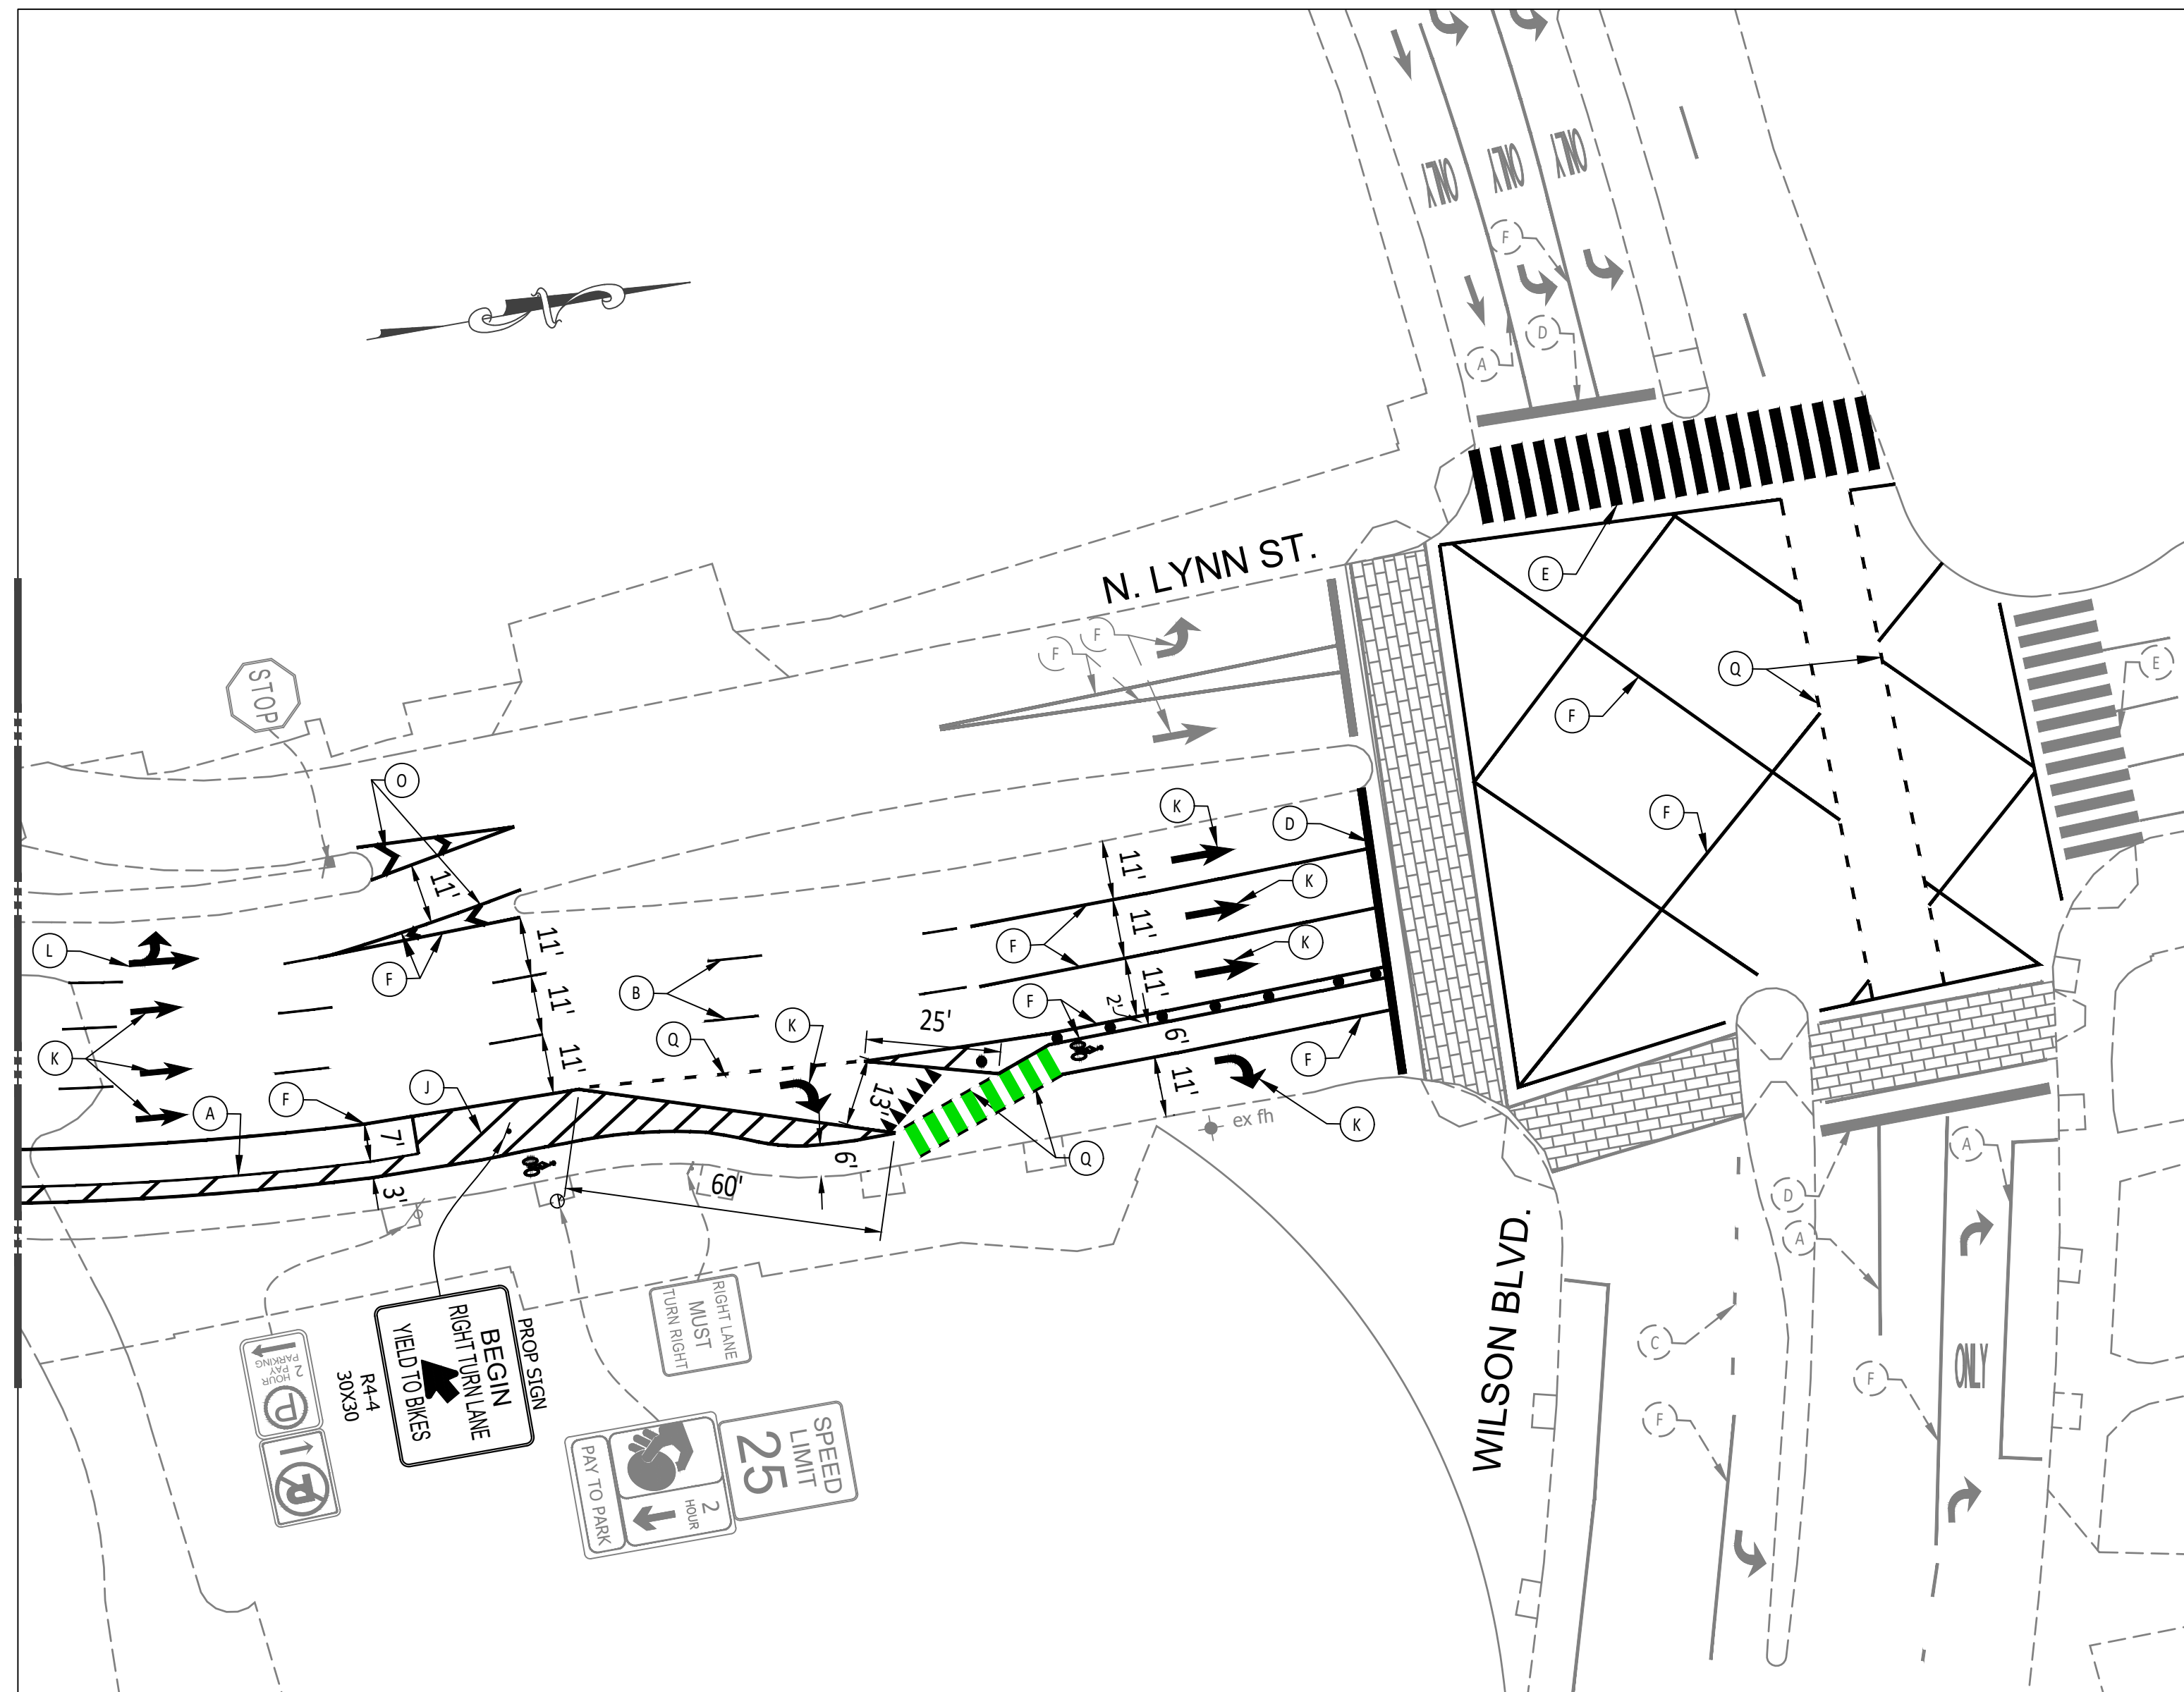 ONLY
ONLY
ONLY
F
D
A
N
N. LYNN ST.
E
F
F
Q
E
F
STOP
O
11'
L
K
F
F
A
J
7'
3'
11'
11'
11'
B
Q
K
25'
13'
6'
60'
K
D
K
K
F
F
F
11'
11'
11'
2'
6'
11'
K
Q
ex fh
F
WILSON BLVD.
D
A
A
C
F
F
ONLY
2 HOUR
PAY
PARKING
P
R
PROP SIGN
BEGIN
RIGHT TURN LANE
YIELD TO BIKES
R4-4
30X30
RIGHT LANE
MUST
TURN RIGHT
SPEED
LIMIT
25
2
HOUR
PAY TO PARK